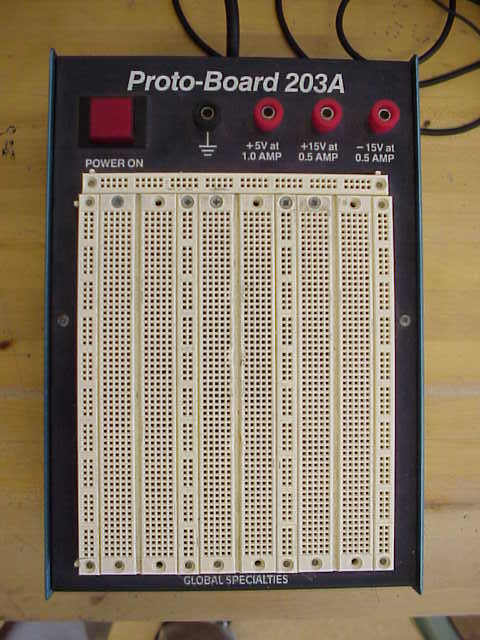 Proto-Board 203A
POWER ON
+5V at
1.0 AMP
+15V at
0.5 AMP
−15V at
0.5 AMP
GLOBAL SPECIALTIES